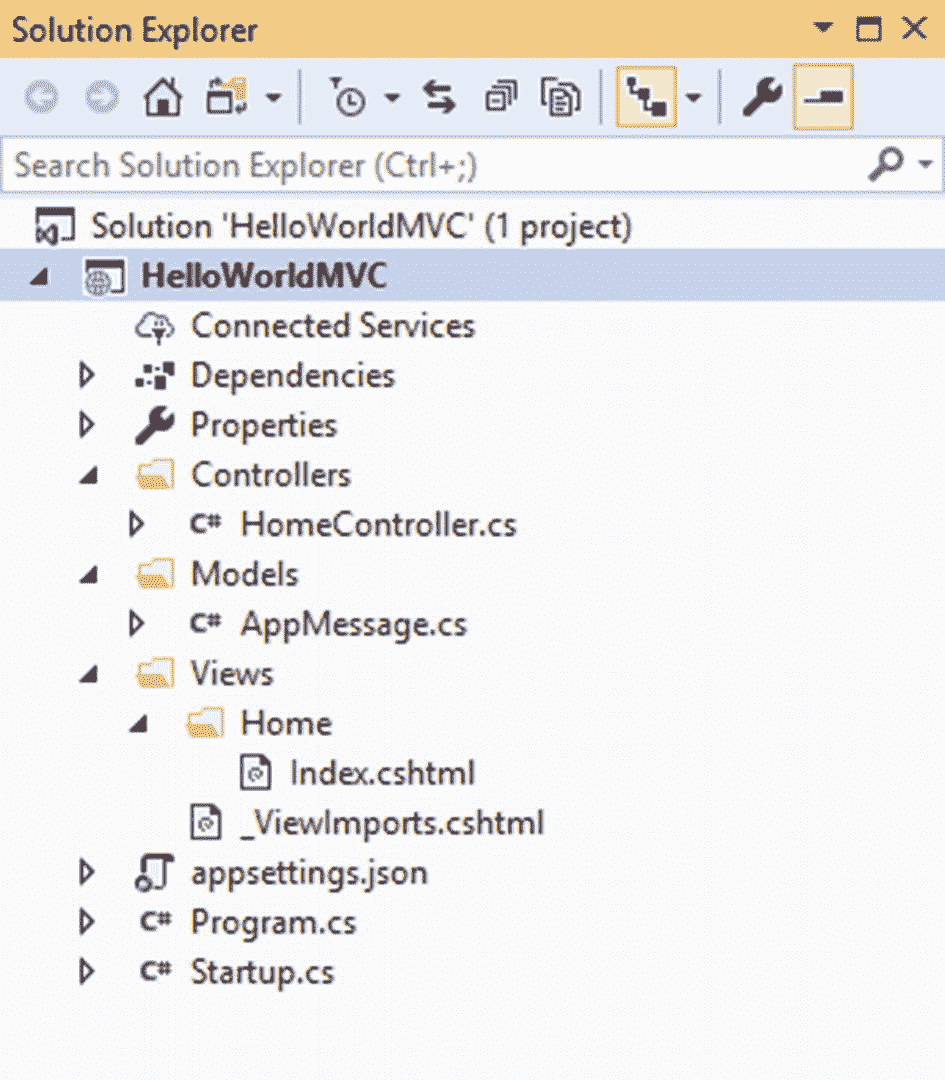 Solution Explorer
Search Solution Explorer (Ctrl+;)
Solution 'HelloWorldMVC' (1 project)
HelloWorldMVC
Connected Services
Dependencies
Properties
Controllers
C# HomeController.cs
Models
C# AppMessage.cs
Views
Home
Index.cshtml
_ViewImports.cshtml
appsettings.json
C# Program.cs
C# Startup.cs